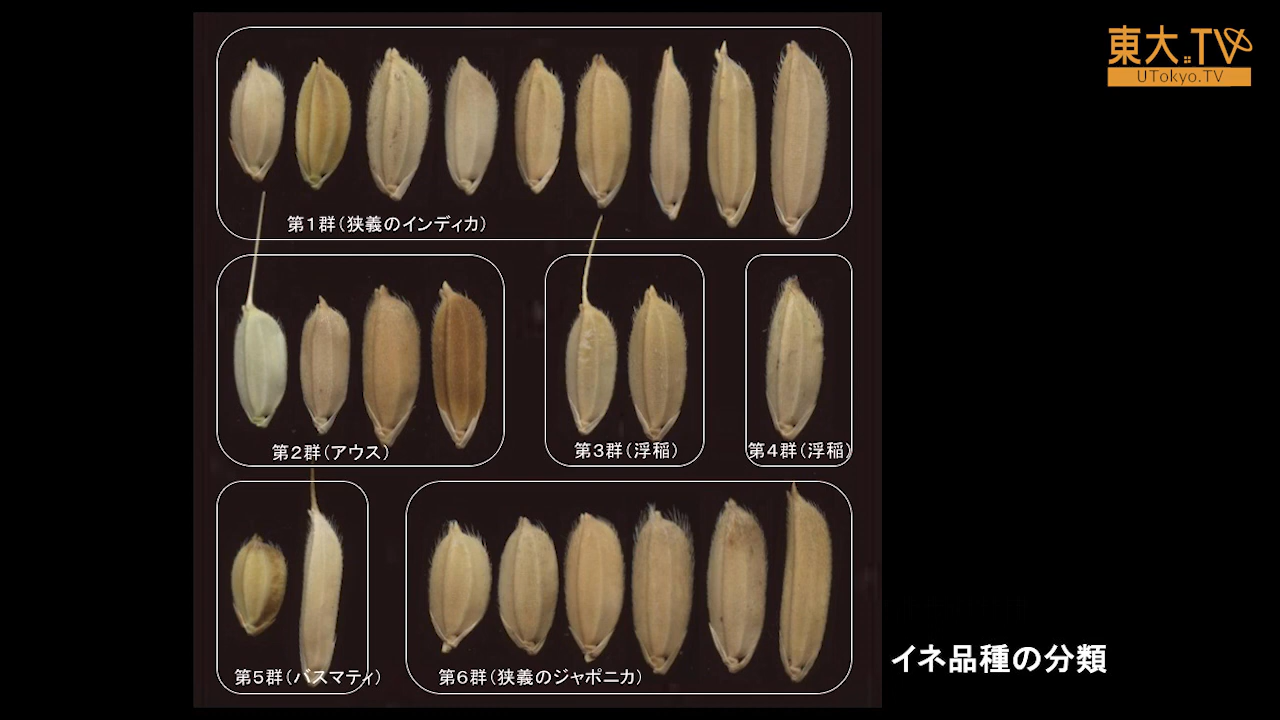 東大TV
UTokyo.TV
第1群(狭義のインディカ)
第2群(アウス)
第3群(浮稲)
第4群(浮稲)
第5群(バスマティ)
第6群(狭義のジャポニカ)
イネ品種の分類